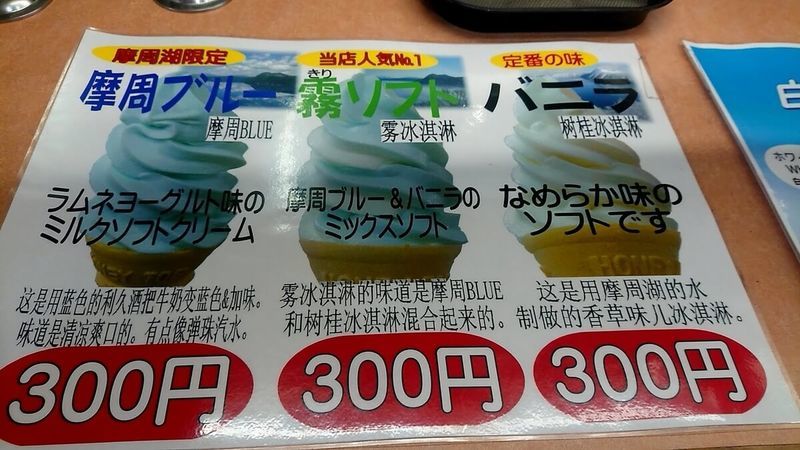 摩周湖限定
摩周ブルー
摩周BLUE
ラムネヨーグルト味の
ミルクソフトクリーム
这是用蓝色的利久酒把牛奶变蓝色&加味。
味道是清凉爽口的。有点像弹珠汽水。
300円
当店人気No.1
きり
霧ソフト
雾冰淇淋
摩周ブルー&バニラの
ミックスソフト
雾冰淇淋的味道是摩周BLUE
和树桂冰淇淋混合起来的。
300円
定番の味
バニラ
树桂冰淇淋
なめらか味の
ソフトです
这是用摩周湖的水
制做的香草味儿冰淇淋。
300円
ホワ